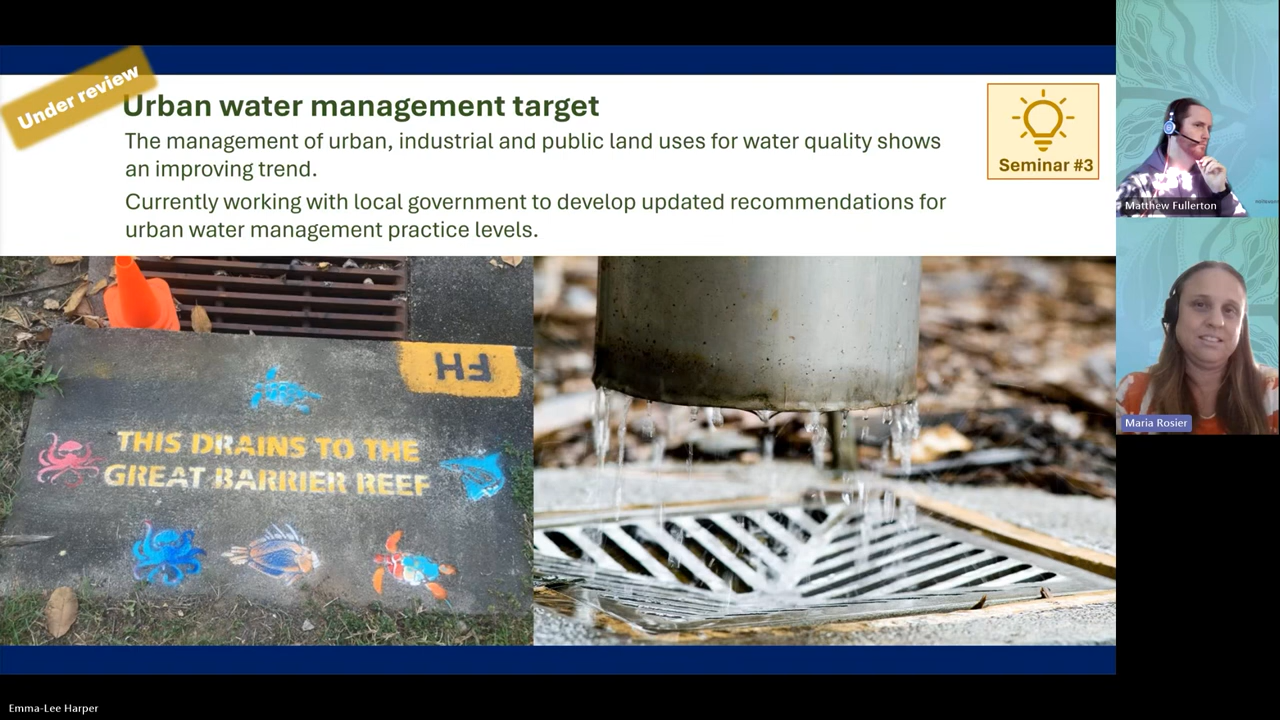 Under review
Urban water management target
The management of urban, industrial and public land uses for water quality shows
an improving trend.
Currently working with local government to develop updated recommendations for
urban water management practice levels.
Seminar #3
FH
THIS DRAINS TO THE
GREAT BARRIER REEF
Matthew Fullerton
Maria Rosier
Emma-Lee Harper